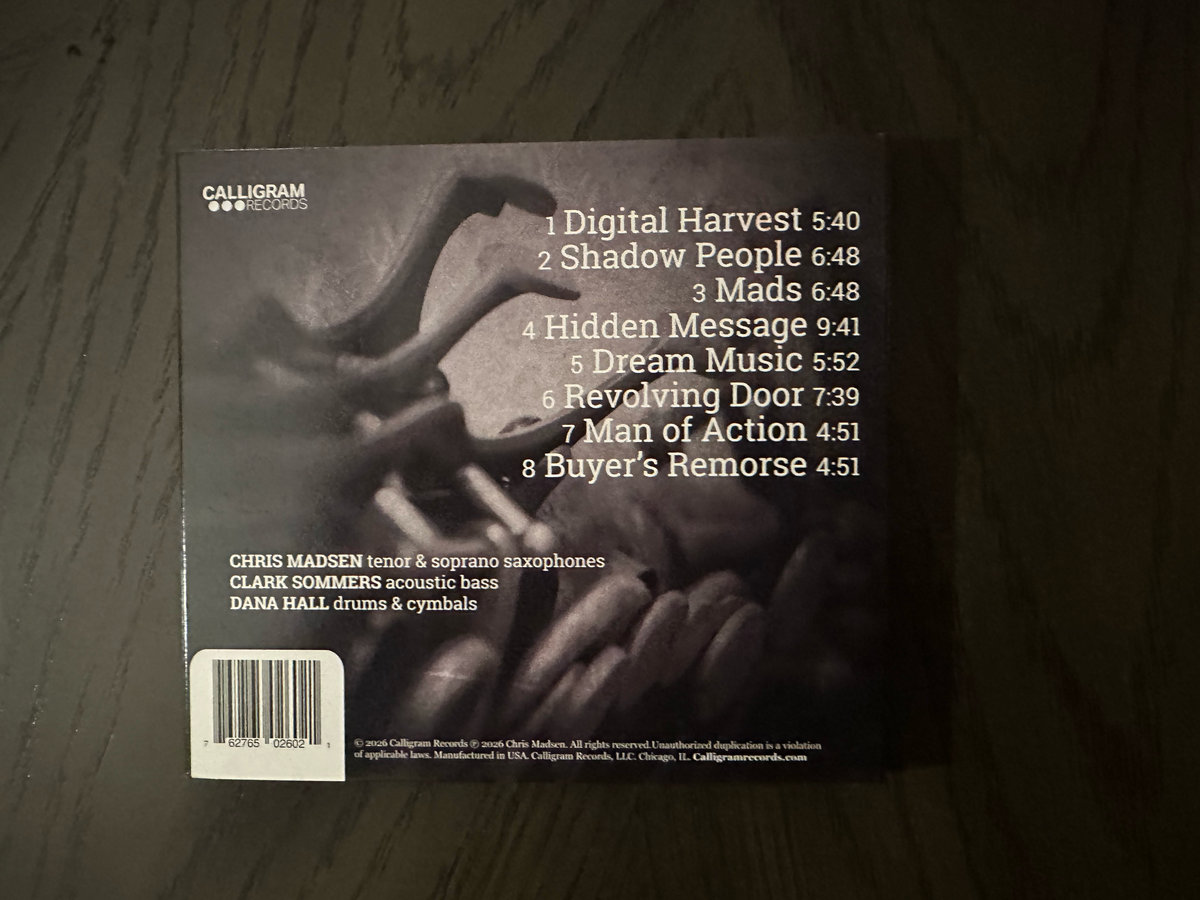 CALLIGRAM
RECORDS
1 Digital Harvest 5:40
2 Shadow People 6:48
3 Mads 6:48
4 Hidden Message 9:41
5 Dream Music 5:52
6 Revolving Door 7:39
7 Man of Action 4:51
8 Buyer's Remorse 4:51
CHRIS MADSEN tenor & soprano saxophones
CLARK SOMMERS acoustic bass
DANA HALL drums & cymbals
7 62765 02602 1
© 2026 Calligram Records ℗ 2026 Chris Madsen. All rights reserved.Unauthorized duplication is a violation
of applicable laws. Manufactured in USA. Calligram Records, LLC. Chicago, IL. Calligramrecords.com